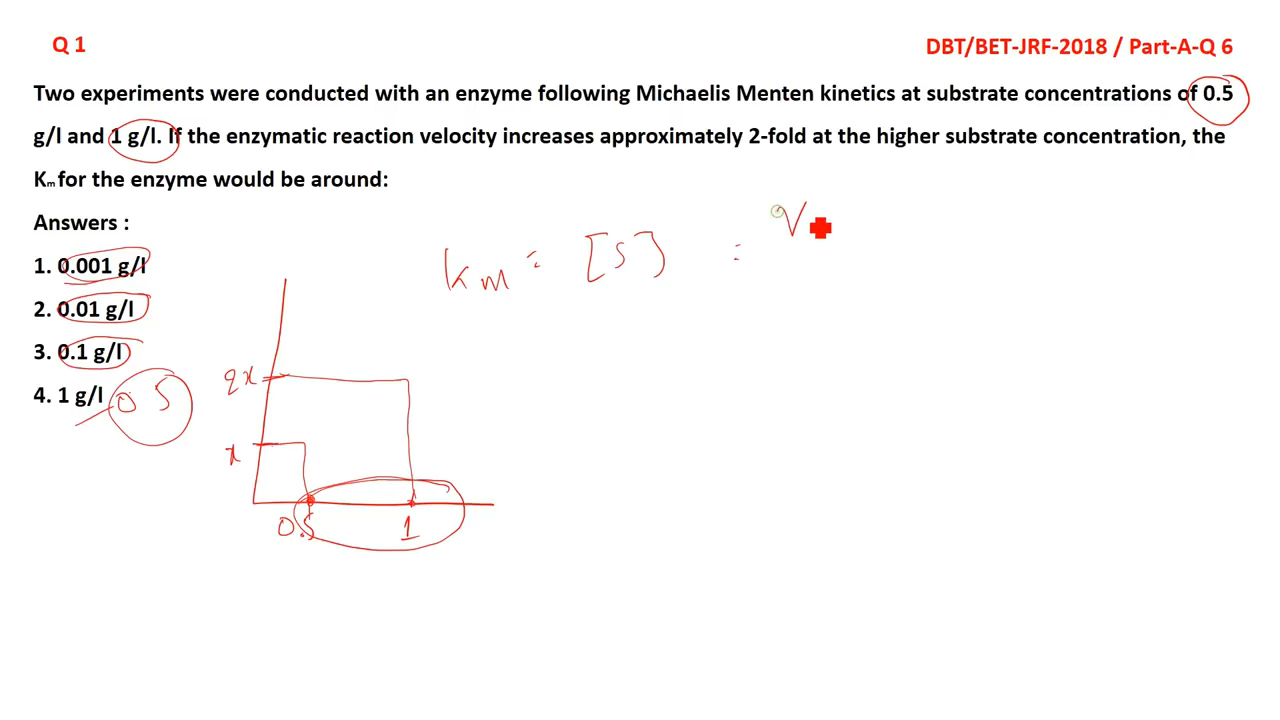 Q 1
DBT/BET-JRF-2018 / Part-A-Q 6
Two experiments were conducted with an enzyme following Michaelis Menten kinetics at substrate concentrations of 0.5
g/l and 1 g/l. If the enzymatic reaction velocity increases approximately 2-fold at the higher substrate concentration, the
Kₘ for the enzyme would be around:
Answers :
1. 0.001 g/l
2. 0.01 g/l
3. 0.1 g/l
4. 1 g/l
0 5
KM = [S] = V
2x
x
0.5 1